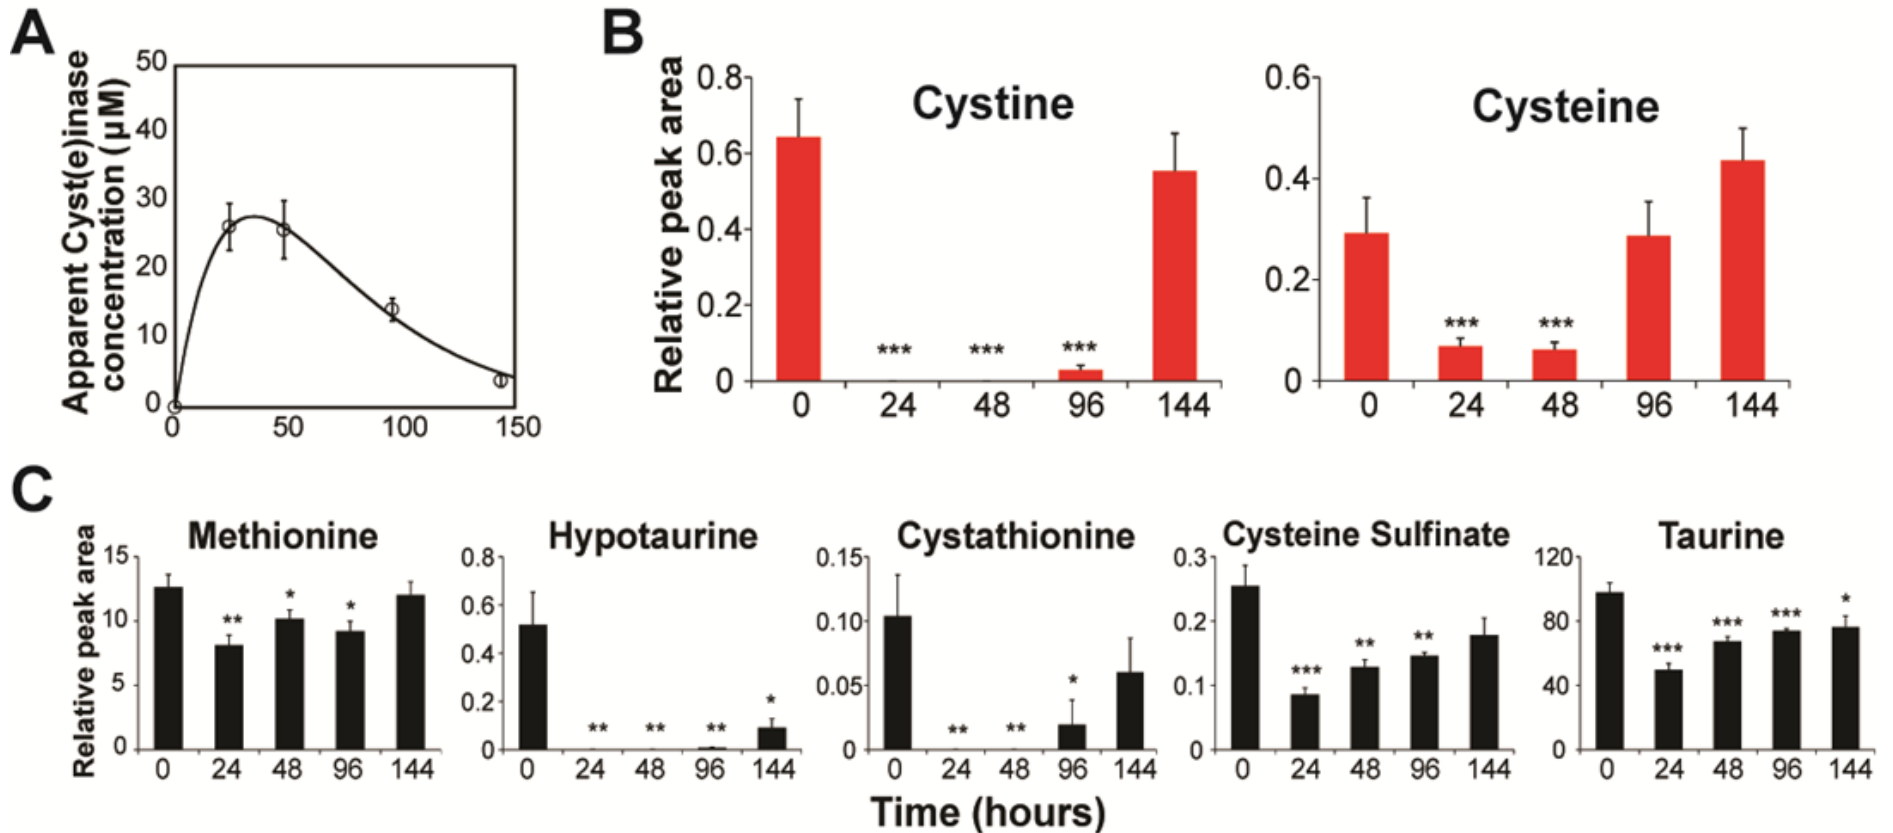 A
Apparent Cyst(e)inase
concentration (µM)
50
40
30
20
10
0
0 50 100 150
B
Relative peak area
Cystine
0.8
0.6
0.4
0.2
0
*** *** ***
0 24 48 96 144
Cysteine
0.6
0.4
0.2
0
*** ***
0 24 48 96 144
C
Relative peak area
Methionine
15
10
5
0
** * *
0 24 48 96 144
Hypotaurine
0.8
0.6
0.4
0.2
0
** ** ** *
0 24 48 96 144
Cystathionine
0.15
0.10
0.05
0
** ** *
0 24 48 96 144
Cysteine Sulfinate
0.3
0.2
0.1
0
*** ** **
0 24 48 96 144
Taurine
120
80
40
0
*** *** *** *
0 24 48 96 144
Time (hours)